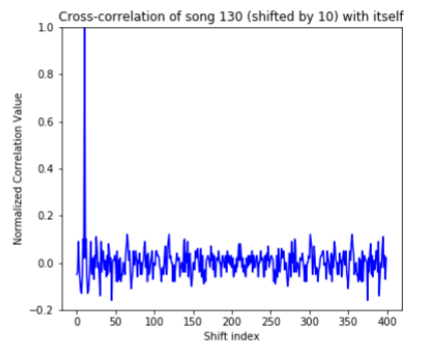 Cross-correlation of song 130 (shifted by 10) with itself
1.0
0.8
0.6
0.4
0.2
0.0
−0.2
Normalized Correlation Value
0 50 100 150 200 250 300 350 400
Shift index